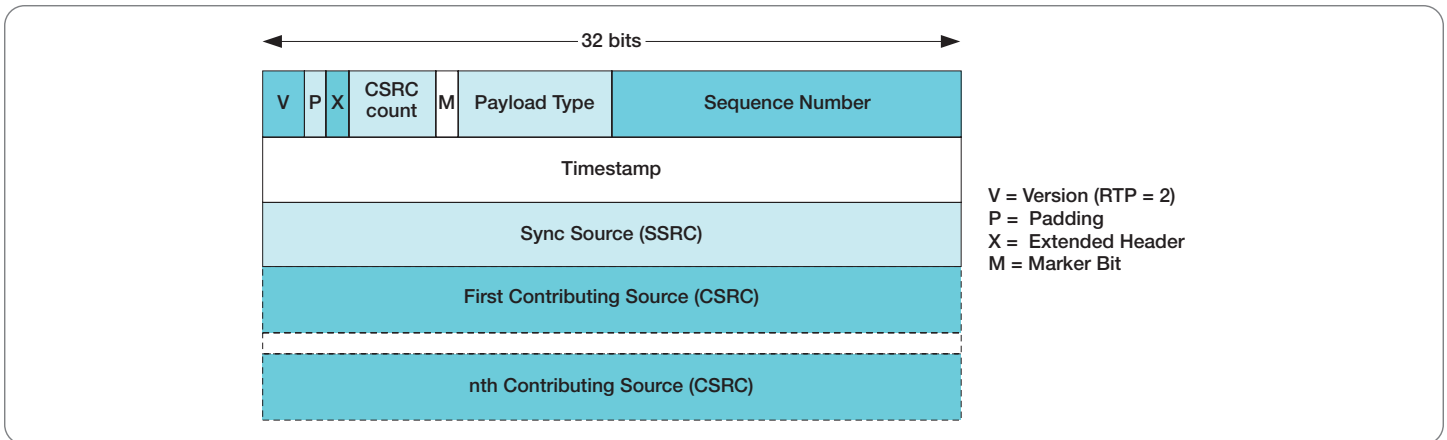 32 bits
V P X CSRC count M Payload Type Sequence Number
Timestamp
Sync Source (SSRC)
First Contributing Source (CSRC)
nth Contributing Source (CSRC)
V = Version (RTP = 2)
P = Padding
X = Extended Header
M = Marker Bit